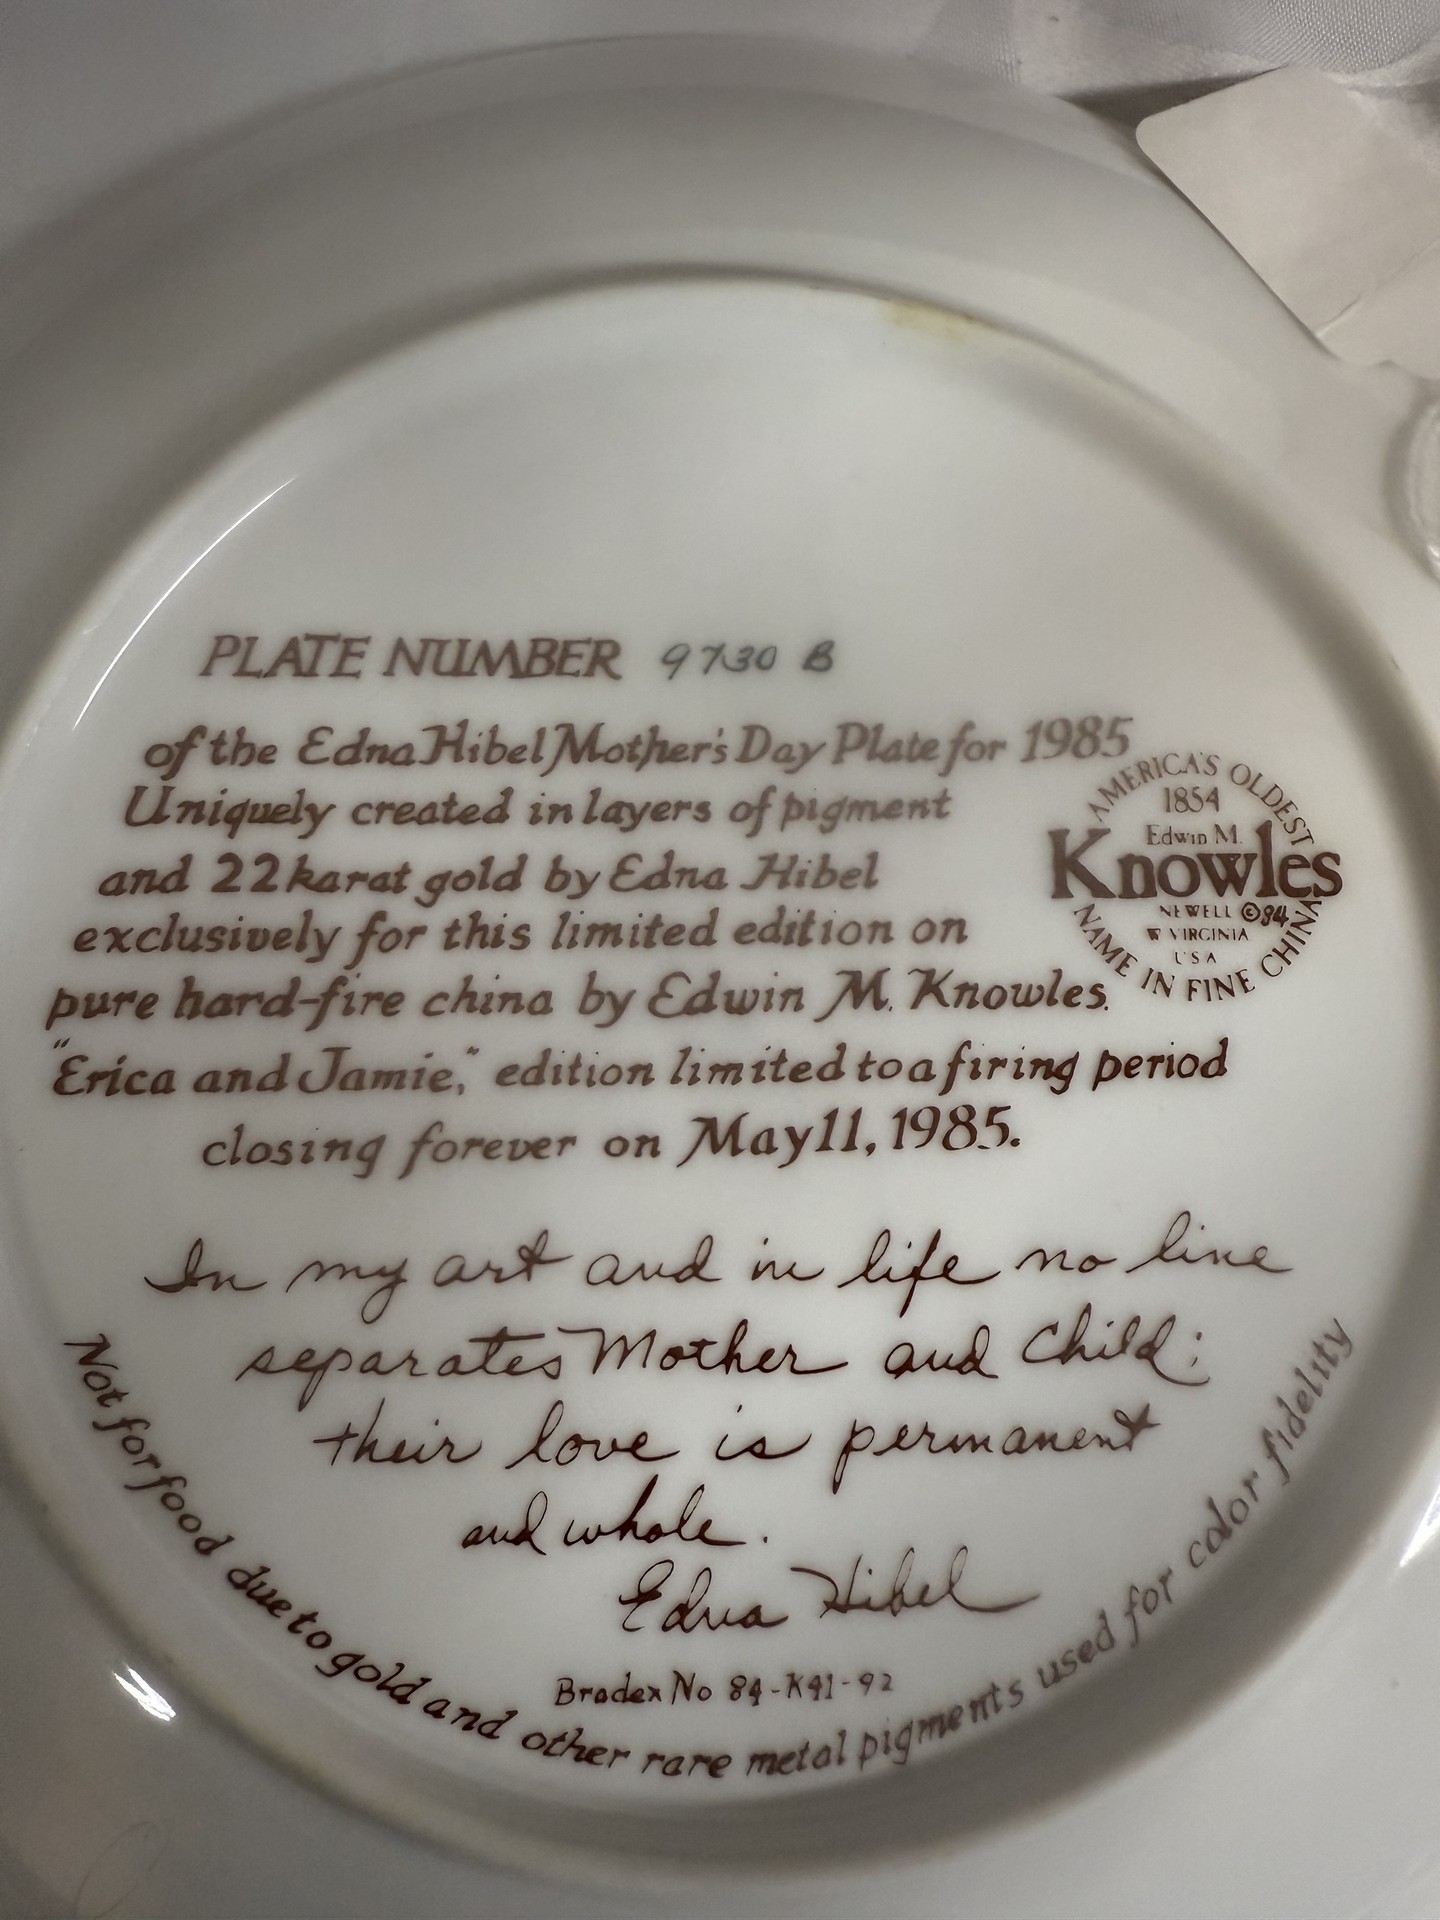 PLATE NUMBER 9730 B
of the Edna Hibel Mother's Day Plate for 1985
Uniquely created in layers of pigment
and 22 karat gold by Edna Hibel
exclusively for this limited edition on
pure hard-fire china by Edwin M. Knowles.
"Erica and Jamie," edition limited to a firing period
closing forever on May 11, 1985.
AMERICA'S OLDEST
1854
Edwin M.
Knowles
NEWELL ©84
W VIRGINIA
USA
NAME IN FINE CHINA
In my art and in life no line
separates Mother and Child;
their love is permanent
and whole.
Edna Hibel
Bradex No 84-K41-92
Not for food due to gold and other rare metal pigments used for color fidelity